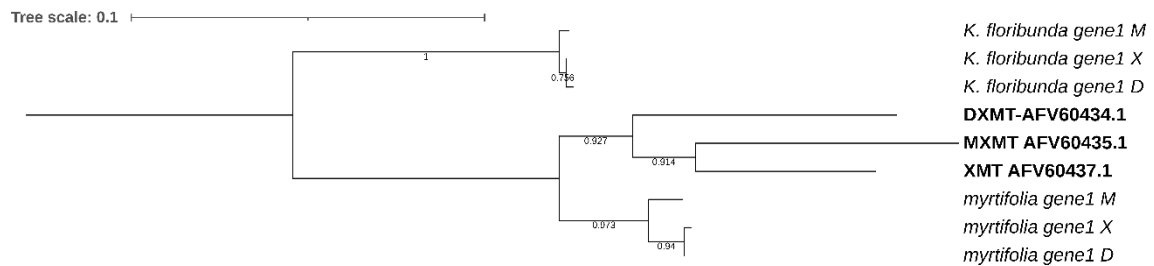 Tree scale: 0.1
K. floribunda gene1 M
1
K. floribunda gene1 X
0.756
K. floribunda gene1 D
DXMT-AFV60434.1
0.927
MXMT AFV60435.1
0.914
XMT AFV60437.1
myrtifolia gene1 M
0.973
myrtifolia gene1 X
0.94
myrtifolia gene1 D